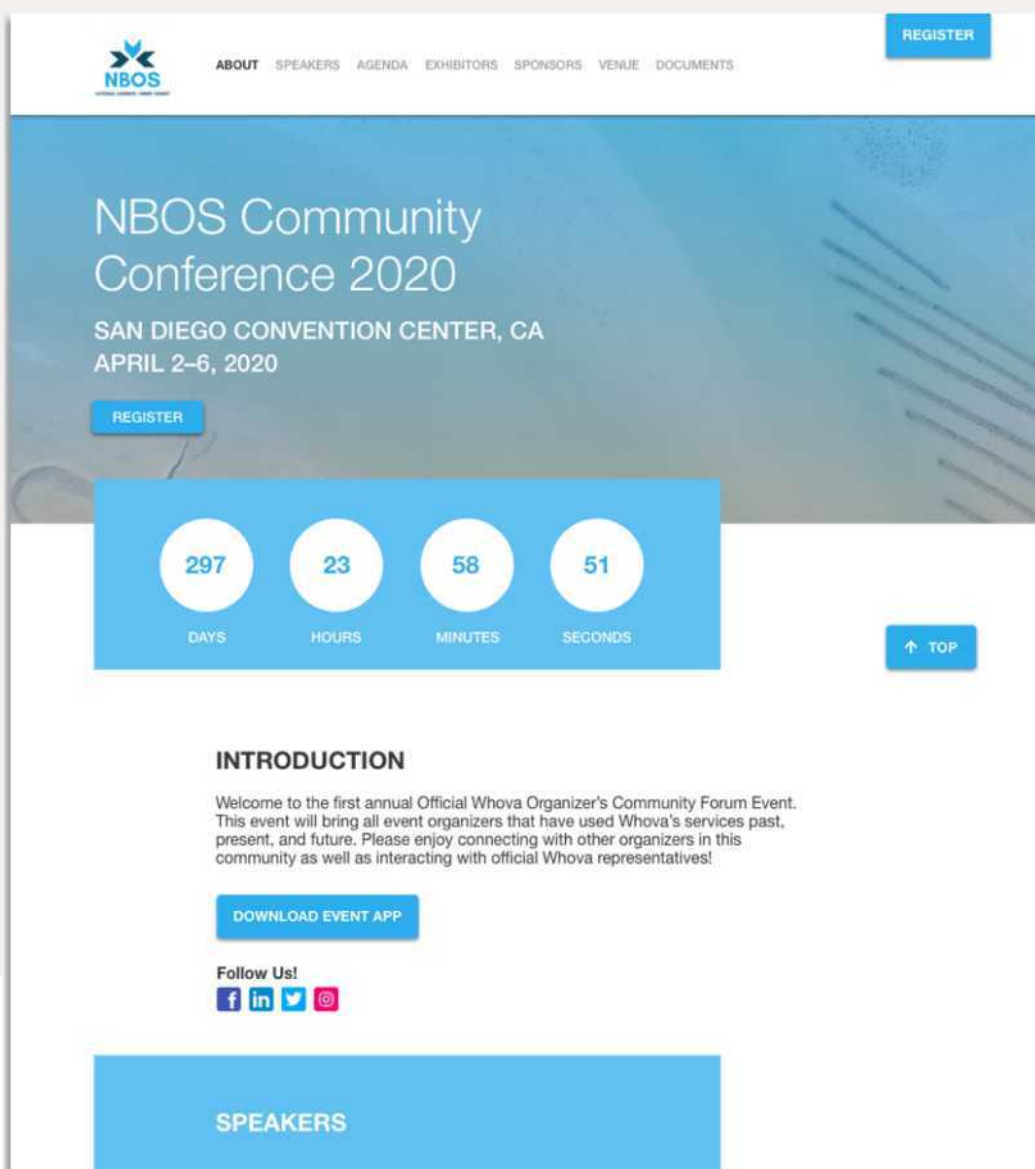 NBOS
ABOUT SPEAKERS AGENDA EXHIBITORS SPONSORS VENUE DOCUMENTS
REGISTER
NBOS Community
Conference 2020
SAN DIEGO CONVENTION CENTER, CA
APRIL 2–6, 2020
REGISTER
297 23 58 51
DAYS HOURS MINUTES SECONDS
↑ TOP
INTRODUCTION
Welcome to the first annual Official Whova Organizer's Community Forum Event.
This event will bring all event organizers that have used Whova's services past,
present, and future. Please enjoy connecting with other organizers in this
community as well as interacting with official Whova representatives!
DOWNLOAD EVENT APP
Follow Us!
SPEAKERS